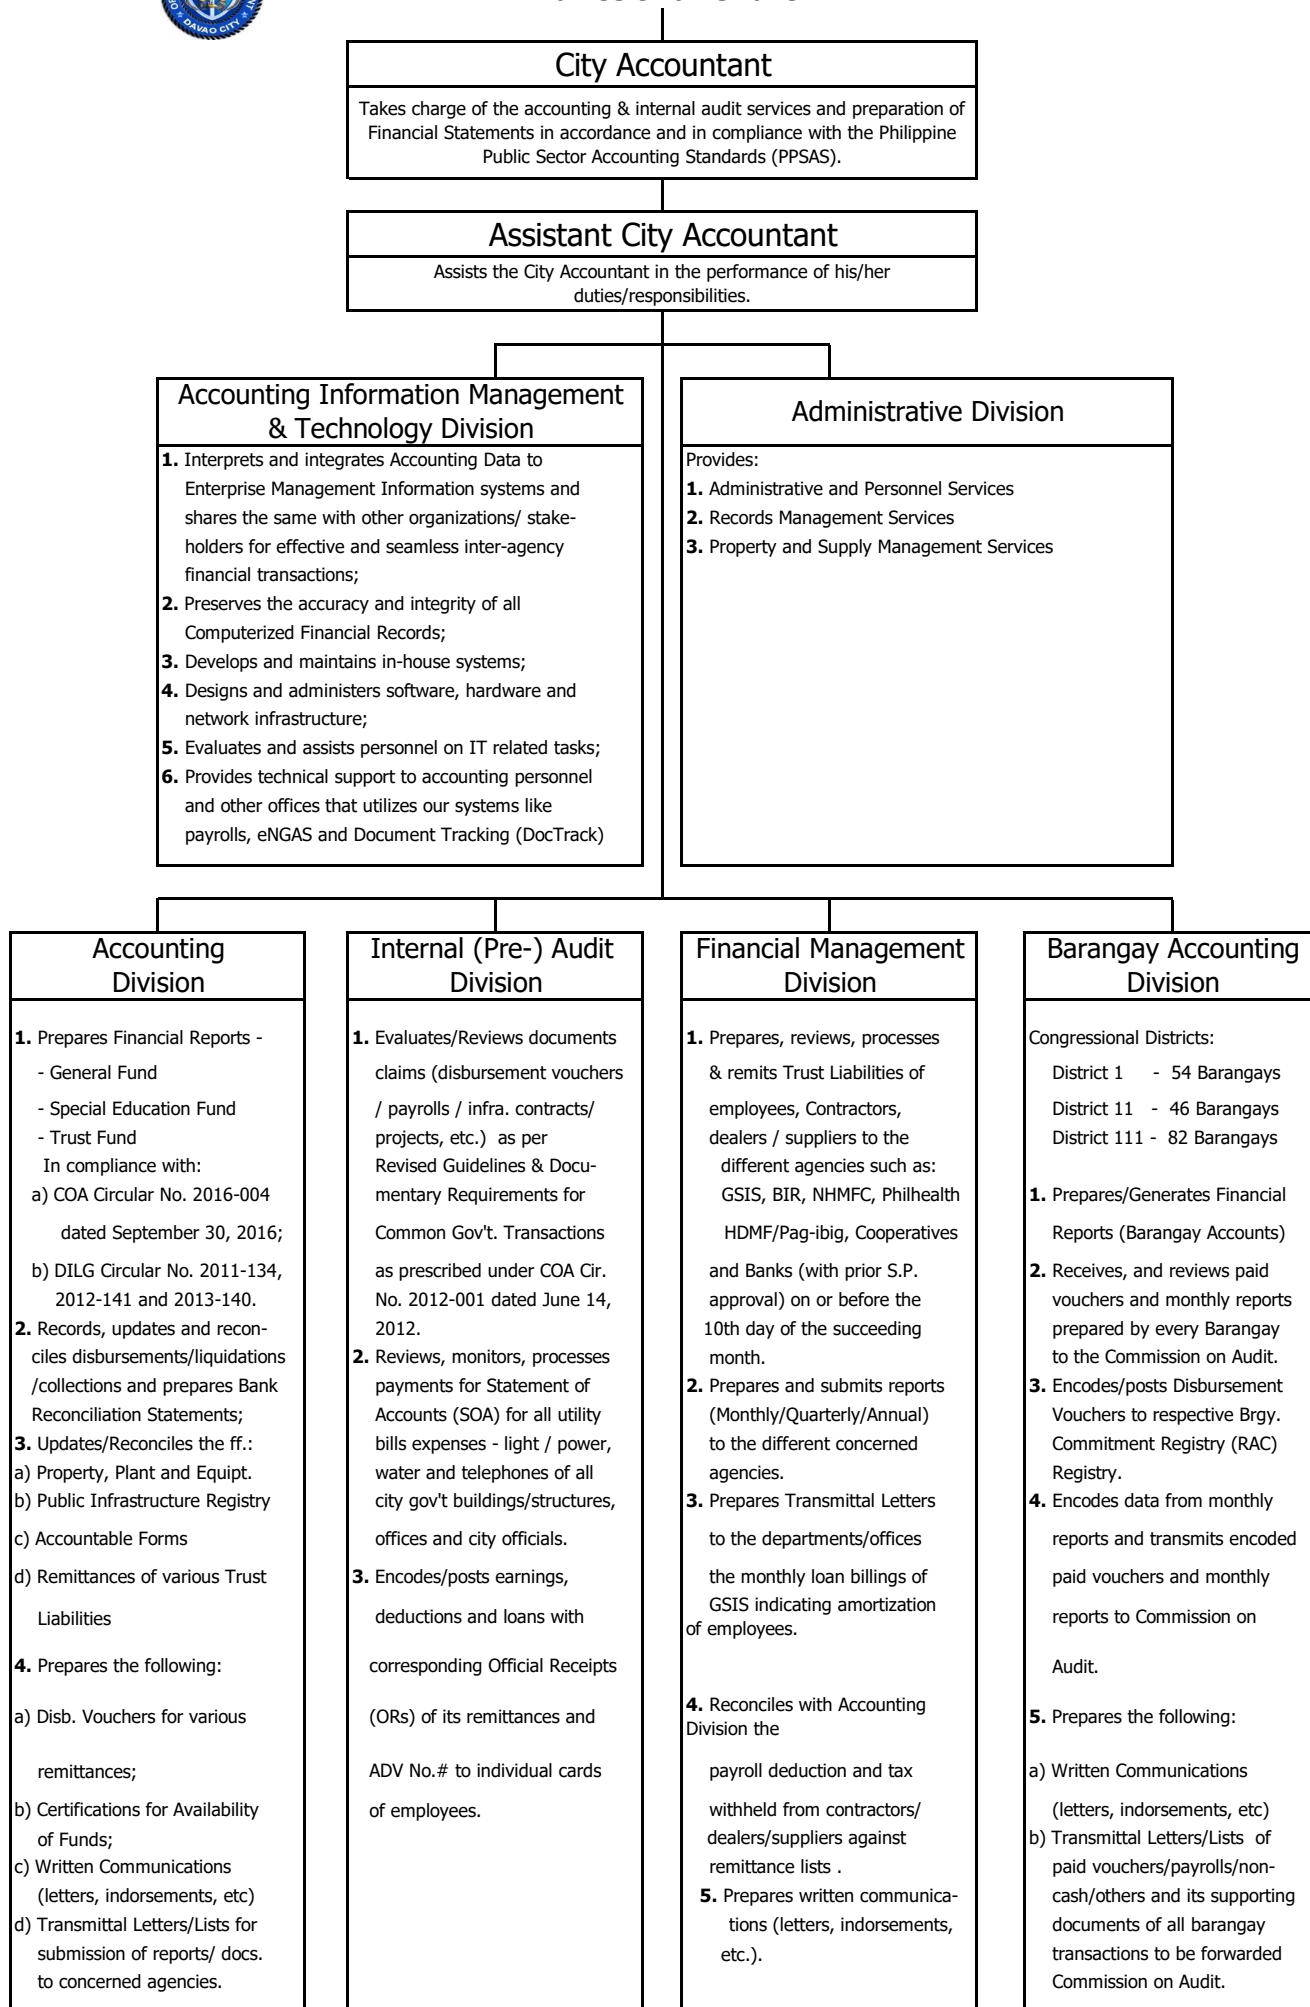 DAVAO CITY
City Accountant
Takes charge of the accounting & internal audit services and preparation of
Financial Statements in accordance and in compliance with the Philippine
Public Sector Accounting Standards (PPSAS).
Assistant City Accountant
Assists the City Accountant in the performance of his/her
duties/responsibilities.
Accounting Information Management
& Technology Division
1. Interprets and integrates Accounting Data to
Enterprise Management Information systems and
shares the same with other organizations/ stake-
holders for effective and seamless inter-agency
financial transactions;
2. Preserves the accuracy and integrity of all
Computerized Financial Records;
3. Develops and maintains in-house systems;
4. Designs and administers software, hardware and
network infrastructure;
5. Evaluates and assists personnel on IT related tasks;
6. Provides technical support to accounting personnel
and other offices that utilizes our systems like
payrolls, eNGAS and Document Tracking (DocTrack)
Administrative Division
Provides:
1. Administrative and Personnel Services
2. Records Management Services
3. Property and Supply Management Services
Accounting
Division
1. Prepares Financial Reports -
- General Fund
- Special Education Fund
- Trust Fund
In compliance with:
a) COA Circular No. 2016-004
dated September 30, 2016;
b) DILG Circular No. 2011-134,
2012-141 and 2013-140.
2. Records, updates and recon-
ciles disbursements/liquidations
/collections and prepares Bank
Reconciliation Statements;
3. Updates/Reconciles the ff.:
a) Property, Plant and Equipt.
b) Public Infrastructure Registry
c) Accountable Forms
d) Remittances of various Trust
Liabilities
4. Prepares the following:
a) Disb. Vouchers for various
remittances;
b) Certifications for Availability
of Funds;
c) Written Communications
(letters, indorsements, etc)
d) Transmittal Letters/Lists for
submission of reports/ docs.
to concerned agencies.
Internal (Pre-) Audit
Division
1. Evaluates/Reviews documents
claims (disbursement vouchers
/ payrolls / infra. contracts/
projects, etc.) as per
Revised Guidelines & Docu-
mentary Requirements for
Common Gov't. Transactions
as prescribed under COA Cir.
No. 2012-001 dated June 14,
2012.
2. Reviews, monitors, processes
payments for Statement of
Accounts (SOA) for all utility
bills expenses - light / power,
water and telephones of all
city gov't buildings/structures,
offices and city officials.
3. Encodes/posts earnings,
deductions and loans with
corresponding Official Receipts
(ORs) of its remittances and
ADV No.# to individual cards
of employees.
Financial Management
Division
1. Prepares, reviews, processes
& remits Trust Liabilities of
employees, Contractors,
dealers / suppliers to the
different agencies such as:
GSIS, BIR, NHMFC, Philhealth
HDMF/Pag-ibig, Cooperatives
and Banks (with prior S.P.
approval) on or before the
10th day of the succeeding
month.
2. Prepares and submits reports
(Monthly/Quarterly/Annual)
to the different concerned
agencies.
3. Prepares Transmittal Letters
to the departments/offices
the monthly loan billings of
GSIS indicating amortization
of employees.
4. Reconciles with Accounting
Division the
payroll deduction and tax
withheld from contractors/
dealers/suppliers against
remittance lists .
5. Prepares written communica-
tions (letters, indorsements,
etc.).
Barangay Accounting
Division
Congressional Districts:
District 1 - 54 Barangays
District 11 - 46 Barangays
District 111 - 82 Barangays
1. Prepares/Generates Financial
Reports (Barangay Accounts)
2. Receives, and reviews paid
vouchers and monthly reports
prepared by every Barangay
to the Commission on Audit.
3. Encodes/posts Disbursement
Vouchers to respective Brgy.
Commitment Registry (RAC)
Registry.
4. Encodes data from monthly
reports and transmits encoded
paid vouchers and monthly
reports to Commission on
Audit.
5. Prepares the following:
a) Written Communications
(letters, indorsements, etc)
b) Transmittal Letters/Lists of
paid vouchers/payrolls/non-
cash/others and its supporting
documents of all barangay
transactions to be forwarded
Commission on Audit.